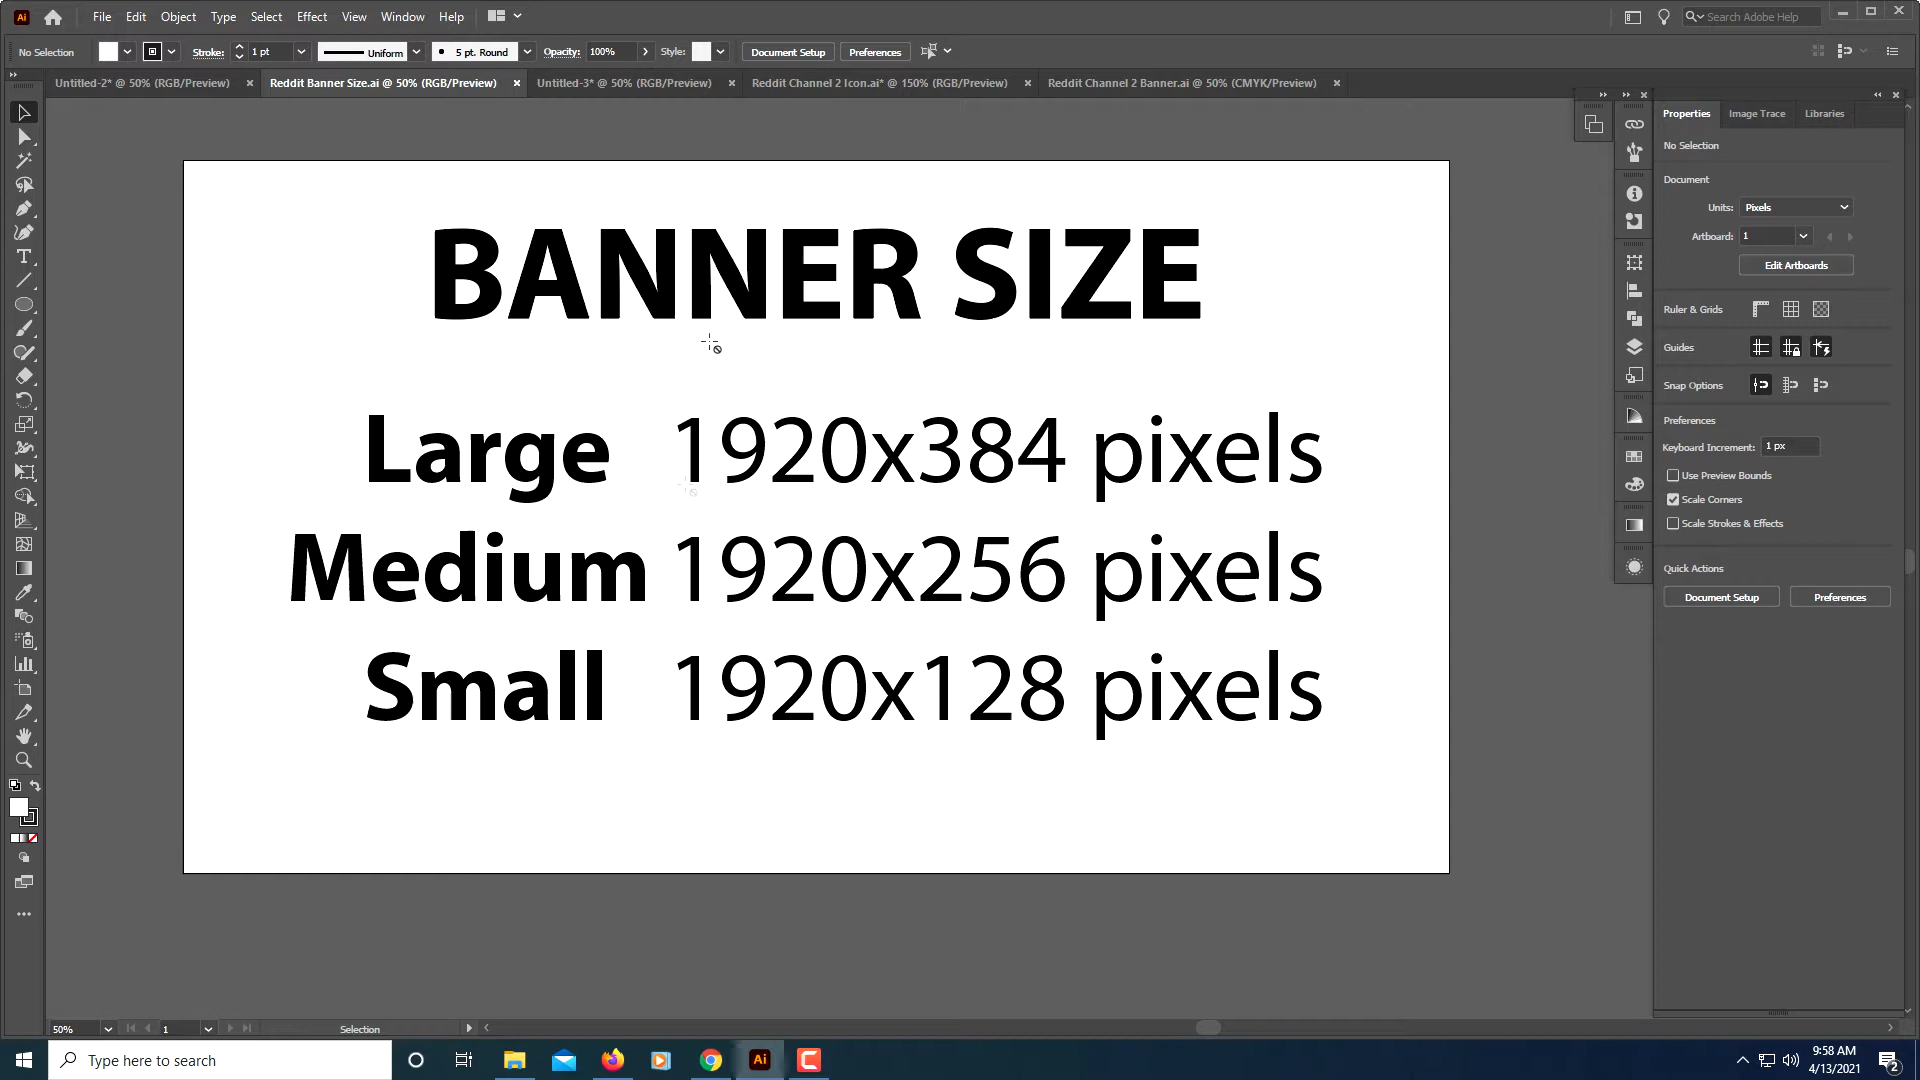 Ai File Edit Object Type Select Effect View Window Help Search Adobe Help
No Selection Stroke: 1 pt Uniform 5 pt. Round Opacity: 100% Style: Document Setup Preferences
Untitled-2* @ 50% (RGB/Preview) Reddit Banner Size.ai @ 50% (RGB/Preview) Untitled-3* @ 50% (RGB/Preview) Reddit Channel 2 Icon.ai* @ 150% (RGB/Preview) Reddit Channel 2 Banner.ai @ 50% (CMYK/Preview)
BANNER SIZE
Large 1920x384 pixels
Medium 1920x256 pixels
Small 1920x128 pixels
Properties Image Trace Libraries
No Selection
Document
Units: Pixels
Artboard: 1
Edit Artboards
Ruler & Grids
Guides
Snap Options
Preferences
Keyboard Increment: 1 px
Use Preview Bounds
Scale Corners
Scale Strokes & Effects
Quick Actions
Document Setup Preferences
50% 1 Selection
Type here to search Ai 9:58 AM
4/13/2021 2